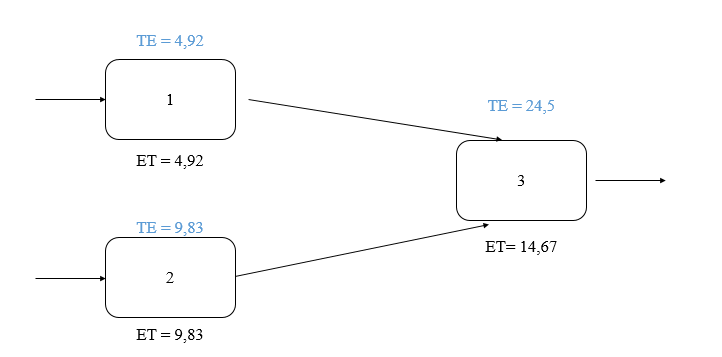 TE = 4,92
1
ET = 4,92
TE = 9,83
2
ET = 9,83
TE = 24,5
3
ET= 14,67